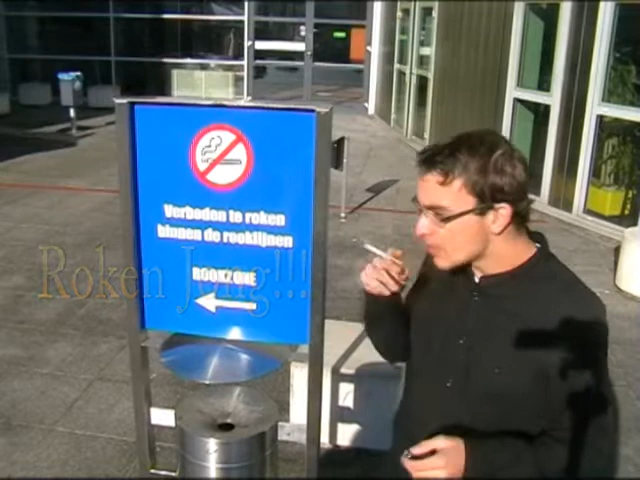 Verboden te roken
binnen de rooklijnen
ROOKZONE
Roken Jong!!!